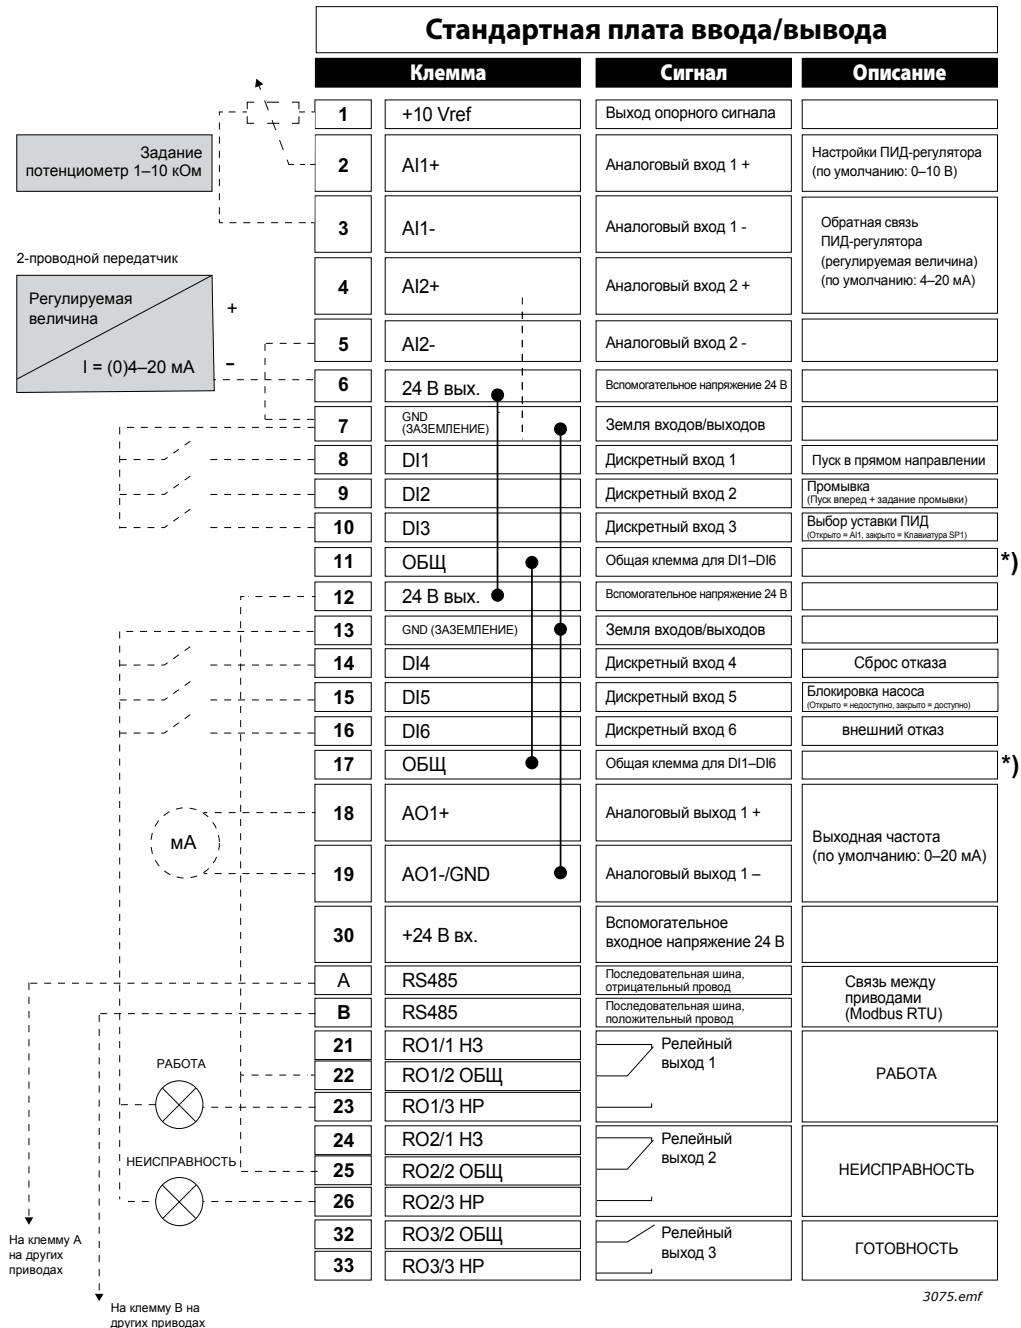 Стандартная плата ввода/вывода
Клемма Сигнал Описание
1 +10 Vref Выход опорного сигнала
Задание
потенциометр 1–10 кОм
2 AI1+ Аналоговый вход 1 + Настройки ПИД-регулятора
(по умолчанию: 0–10 В)
3 AI1- Аналоговый вход 1 - Обратная связь
ПИД-регулятора
(регулируемая величина)
(по умолчанию: 4–20 мА)
2-проводной передатчик
Регулируемая
величина
+
I = (0)4–20 мА
-
4 AI2+ Аналоговый вход 2 +
5 AI2- Аналоговый вход 2 -
6 24 В вых. Вспомогательное напряжение 24 В
7 GND
(ЗАЗЕМЛЕНИЕ) Земля входов/выходов
8 DI1 Дискретный вход 1 Пуск в прямом направлении
9 DI2 Дискретный вход 2 Промывка
(Пуск вперед + задание промывки)
10 DI3 Дискретный вход 3 Выбор уставки ПИД
(Открыто = AI1, закрыто = Клавиатура SP1)
11 ОБЩ Общая клемма для DI1–DI6 *)
12 24 В вых. Вспомогательное напряжение 24 В
13 GND (ЗАЗЕМЛЕНИЕ) Земля входов/выходов
14 DI4 Дискретный вход 4 Сброс отказа
15 DI5 Дискретный вход 5 Блокировка насоса
(Открыто = недоступно, закрыто = доступно)
16 DI6 Дискретный вход 6 внешний отказ
17 ОБЩ Общая клемма для DI1–DI6 *)
мА
18 AO1+ Аналоговый выход 1 + Выходная частота
(по умолчанию: 0–20 мА)
19 AO1-/GND Аналоговый выход 1 –
30 +24 В вх. Вспомогательное
входное напряжение 24 В
A RS485 Последовательная шина,
отрицательный провод
Связь между
приводами
(Modbus RTU)
B RS485 Последовательная шина,
положительный провод
21 RO1/1 НЗ Релейный
выход 1
РАБОТА
22 RO1/2 ОБЩ РАБОТА
23 RO1/3 НР
24 RO2/1 НЗ Релейный
выход 2
НЕИСПРАВНОСТЬ
25 RO2/2 ОБЩ НЕИСПРАВНОСТЬ
26 RO2/3 НР
32 RO3/2 ОБЩ Релейный
выход 3
ГОТОВНОСТЬ
33 RO3/3 НР
На клемму A
на других
приводах
На клемму B на
других приводах
3075.emf